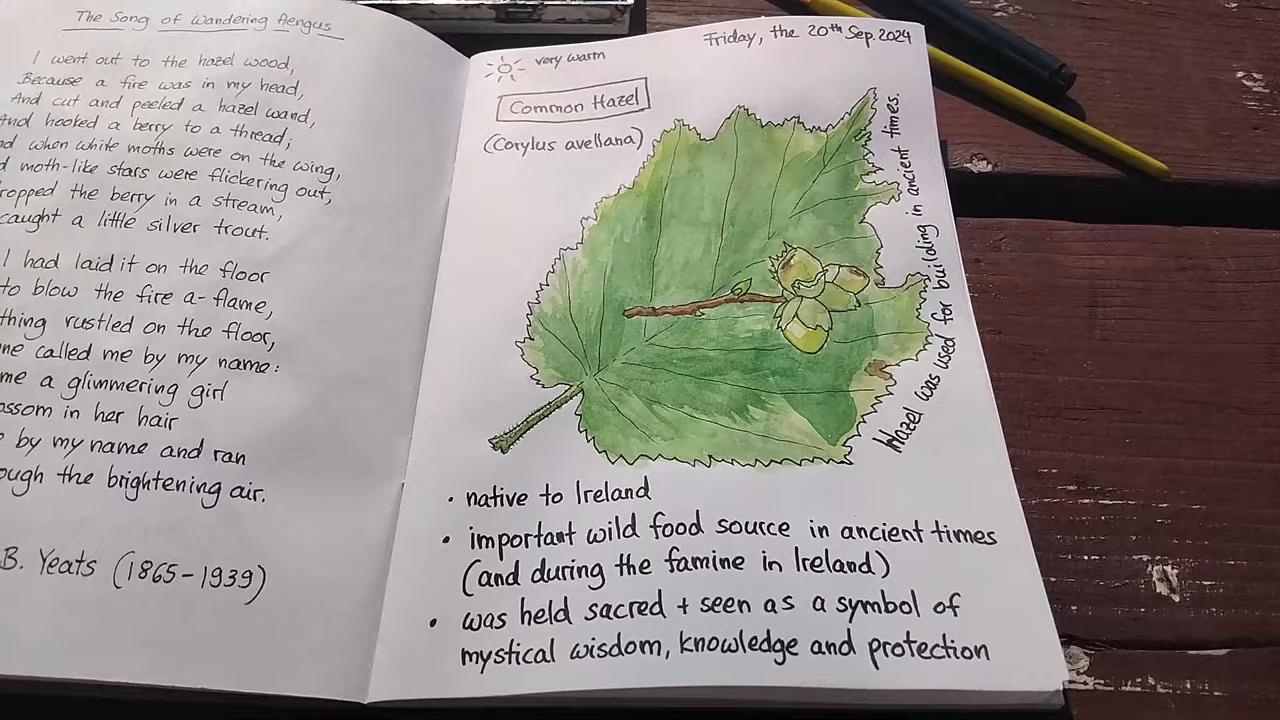 The Song of Wandering Aengus
I went out to the hazel wood,
Because a fire was in my head,
And cut and peeled a hazel wand,
And hooked a berry to a thread;
when white moths were on the wing,
moth-like stars were flickering out,
the berry in a stream,
caught a little silver trout.
I had laid it on the floor
to blow the fire a-flame,
rustled on the floor,
called me by my name:
me a glimmering girl
in her hair
by my name and ran
the brightening air.
B. Yeats (1865-1939)
Friday, the 20th Sep. 2024
very warm
Common Hazel
(Corylus avellana)
Hazel was used for building in ancient times.
• native to Ireland
• important wild food source in ancient times
(and during the famine in Ireland)
• was held sacred + seen as a symbol of
mystical wisdom, knowledge and protection